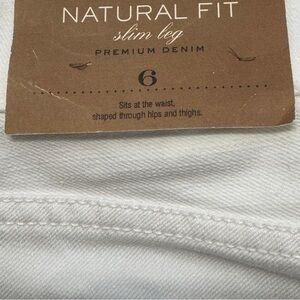 NATURAL FIT
slim leg
PREMIUM DENIM
6
Sits at the waist,
shaped through hips and thighs.